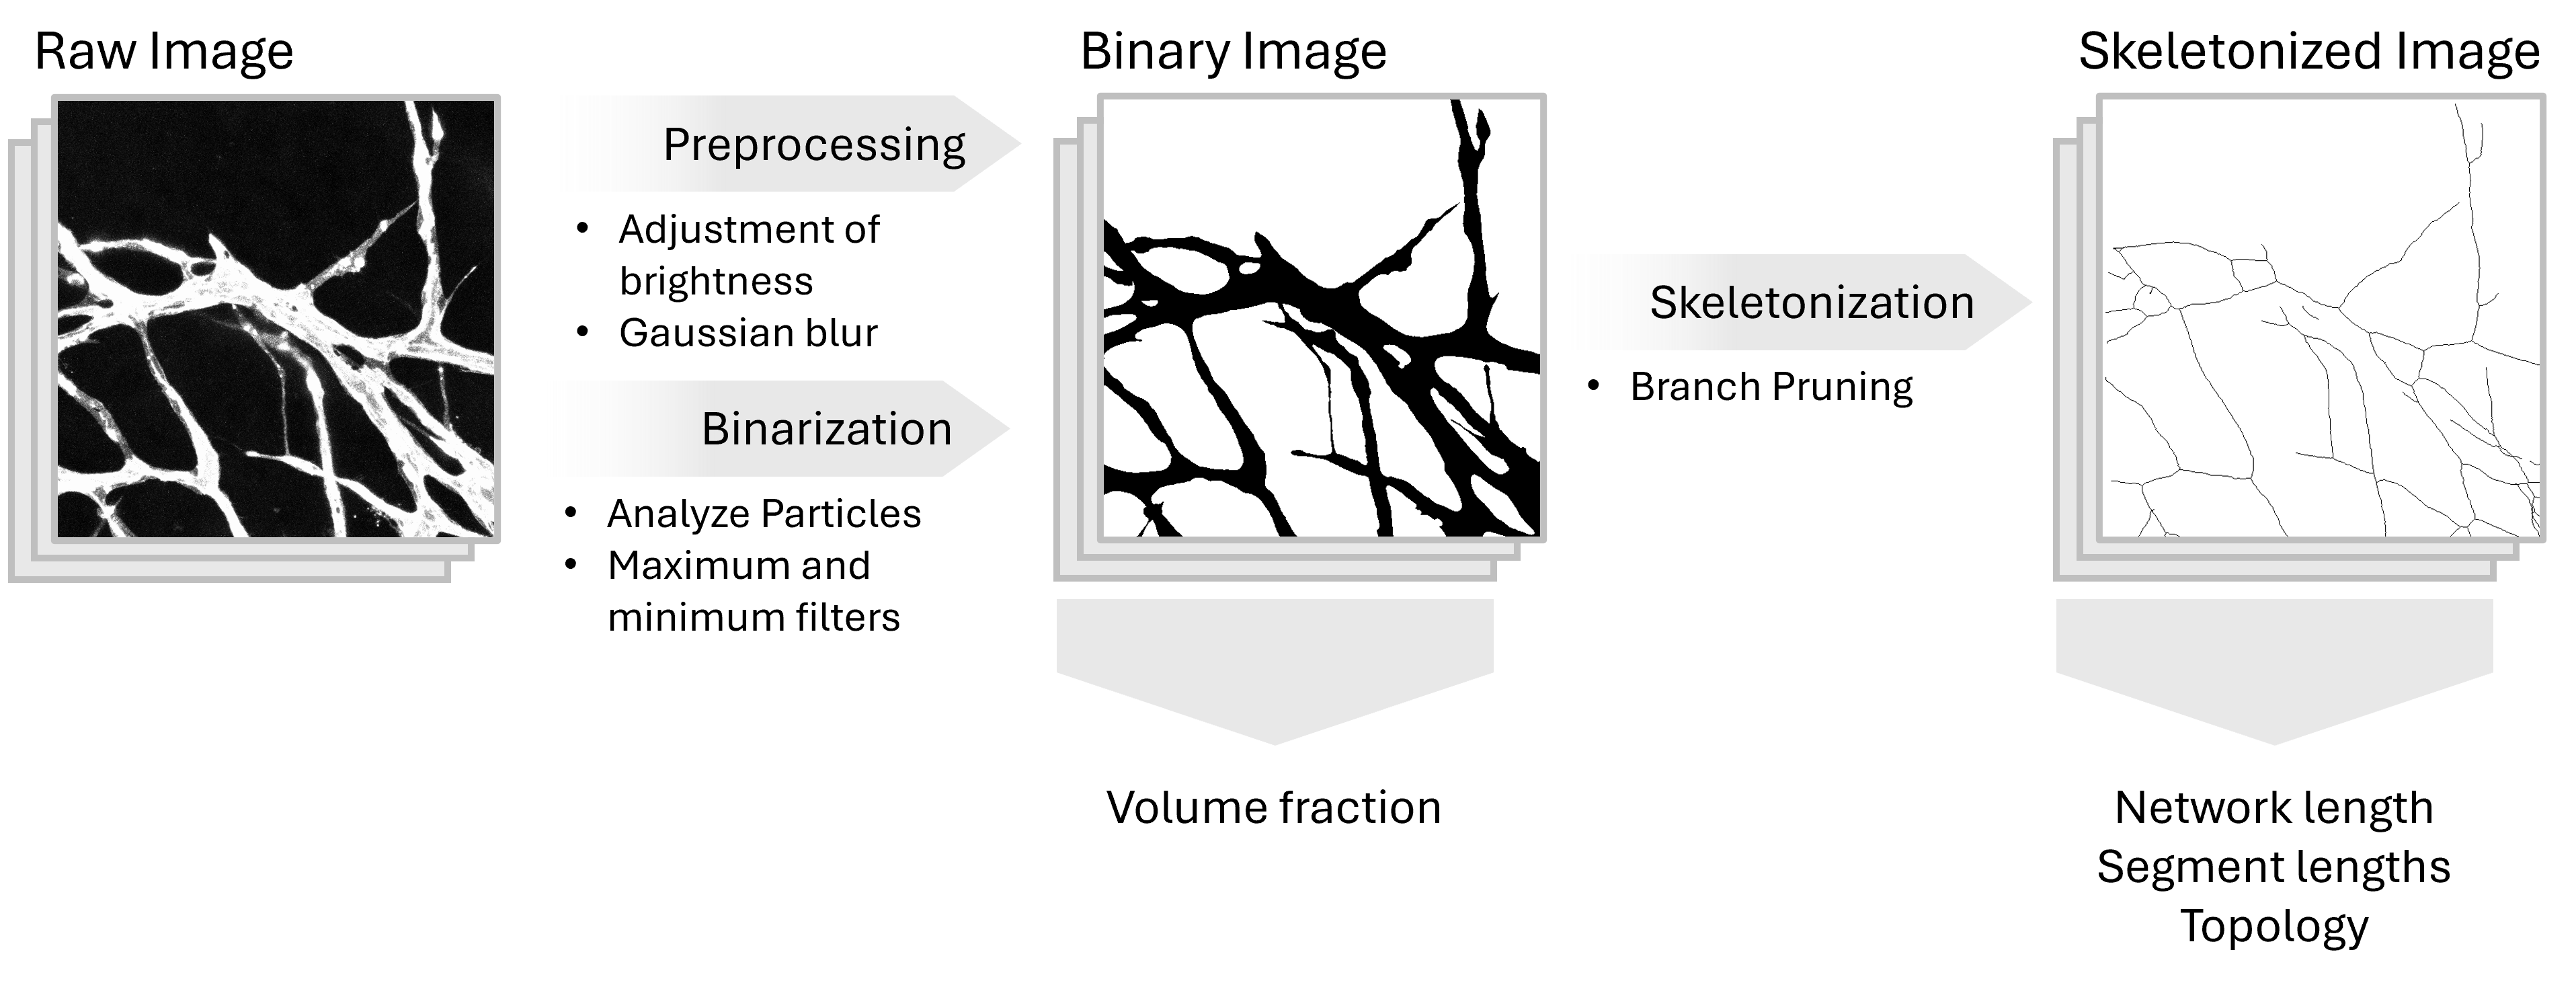 Raw Image
Preprocessing
• Adjustment of
brightness
• Gaussian blur
Binarization
• Analyze Particles
• Maximum and
minimum filters
Binary Image
Volume fraction
Skeletonization
• Branch Pruning
Skeletonized Image
Network length
Segment lengths
Topology